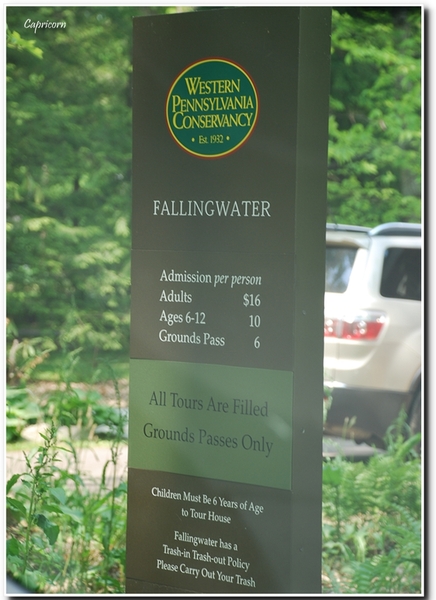 Capricorn
WESTERN
PENNSYLVANIA
CONSERVANCY
• Est. 1932 •
FALLINGWATER
Admission per person
Adults $16
Ages 6-12 10
Grounds Pass 6
All Tours Are Filled
Grounds Passes Only
Children Must Be 6 Years of Age
to Tour House
Fallingwater has a
Trash-in Trash-out Policy
Please Carry Out Your Trash